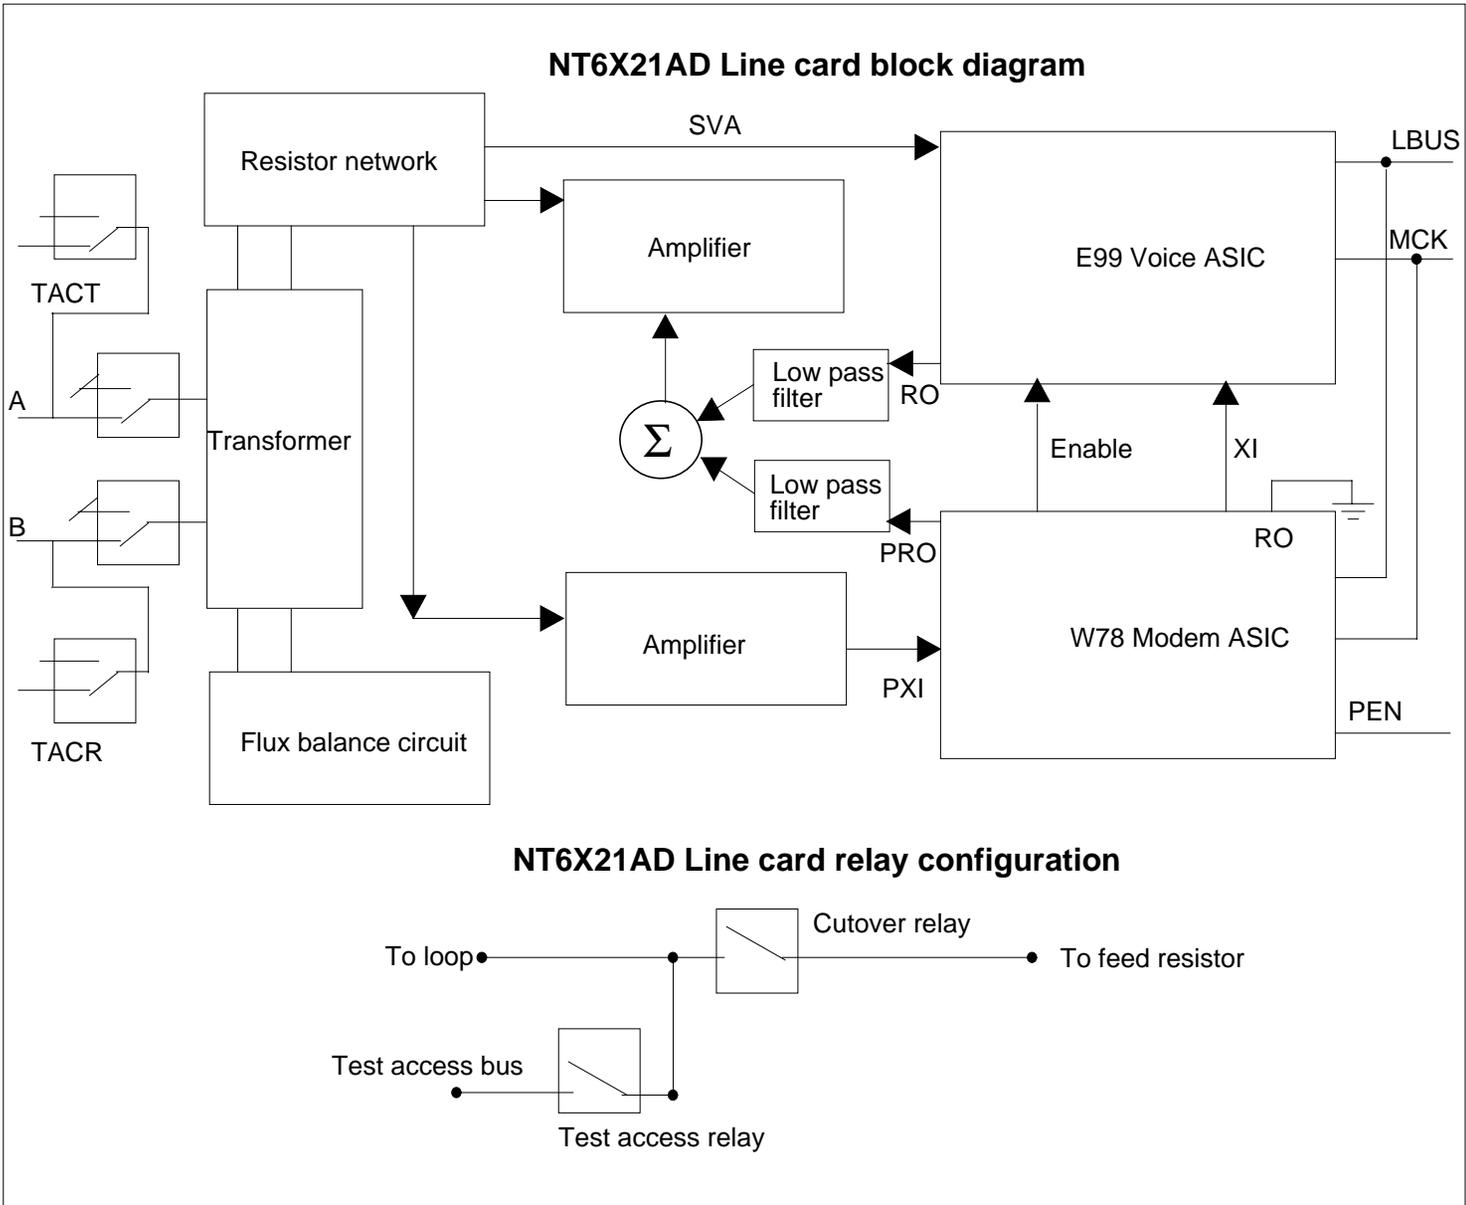 NT6X21AD Line card block diagram
SVA
LBUS
Resistor network
Amplifier
E99 Voice ASIC
MCK
TACT
Low pass
filter
RO
A
Transformer
Σ
Enable
XI
Low pass
filter
B
PRO
RO
Amplifier
W78 Modem ASIC
PXI
PEN
TACR
Flux balance circuit
NT6X21AD Line card relay configuration
Cutover relay
To loop
To feed resistor
Test access bus
Test access relay